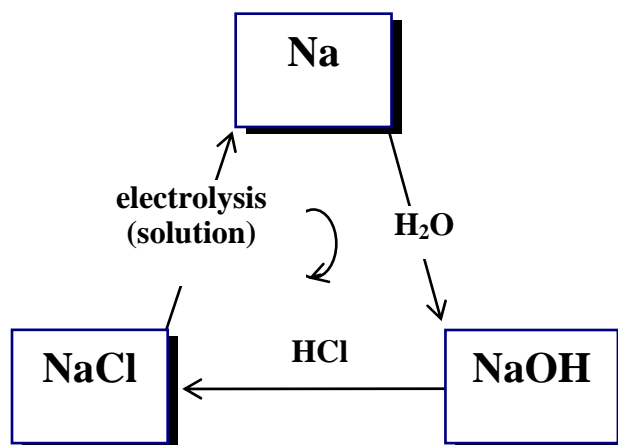 Na
electrolysis
(solution)
H₂O
HCl
NaCl
NaOH